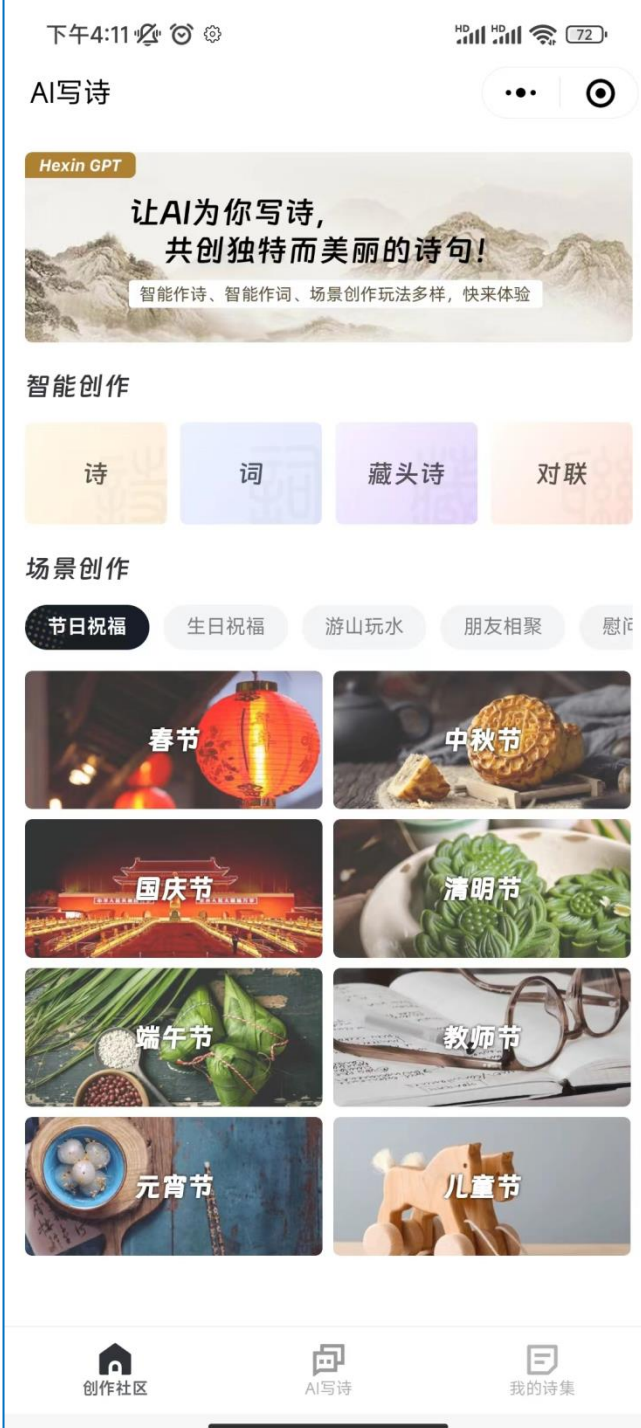 下午4:11
HD HD 72
AI写诗
Hexin GPT
让AI为你写诗，
共创独特而美丽的诗句！
智能作诗、智能作词、场景创作玩法多样，快来体验
智能创作
诗 词 藏头诗 对联
场景创作
节日祝福 生日祝福 游山玩水 朋友相聚 慰问
春节 中秋节
国庆节 清明节
端午节 教师节
元宵节 儿童节
创作社区 AI写诗 我的诗集